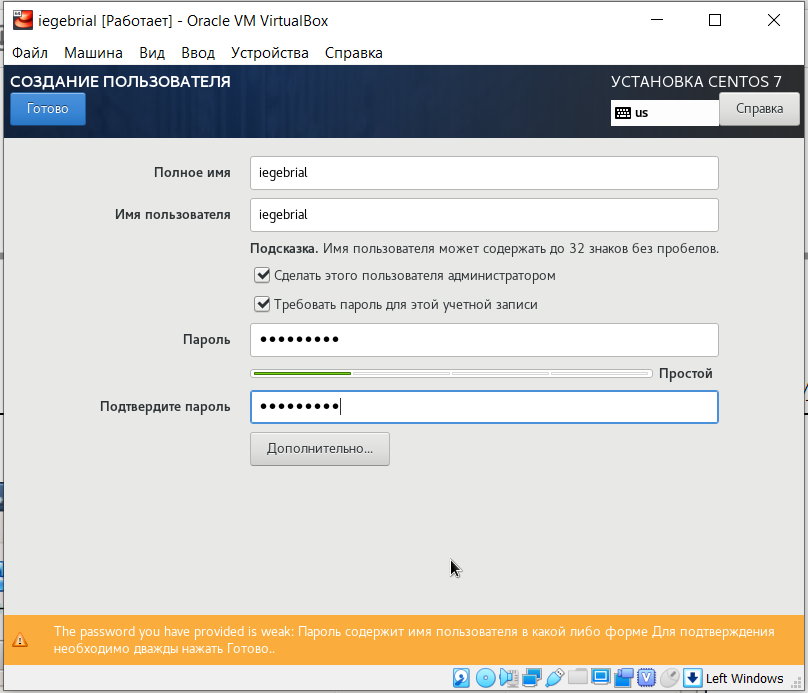 iegebrial [Работает] - Oracle VM VirtualBox
Файл Машина Вид Ввод Устройства Справка
СОЗДАНИЕ ПОЛЬЗОВАТЕЛЯ
УСТАНОВКА CENTOS 7
Готово
us
Справка
Полное имя
iegebrial
Имя пользователя
iegebrial
Подсказка. Имя пользователя может содержать до 32 знаков без пробелов.
Сделать этого пользователя администратором
Требовать пароль для этой учетной записи
Пароль
●●●●●●●●●
Простой
Подтвердите пароль
●●●●●●●●●
Дополнительно...
The password you have provided is weak: Пароль содержит имя пользователя в какой либо форме Для подтверждения
необходимо дважды нажать Готово..
Left Windows